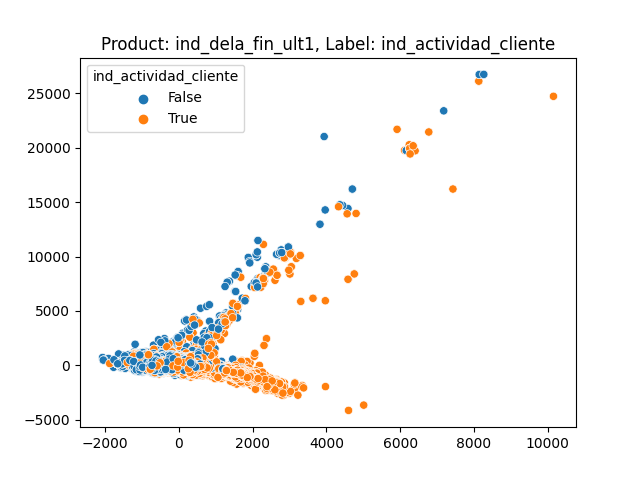 Product: ind_dela_fin_ult1, Label: ind_actividad_cliente
ind_actividad_cliente
False
True
25000
20000
15000
10000
5000
0
−5000
−2000 0 2000 4000 6000 8000 10000